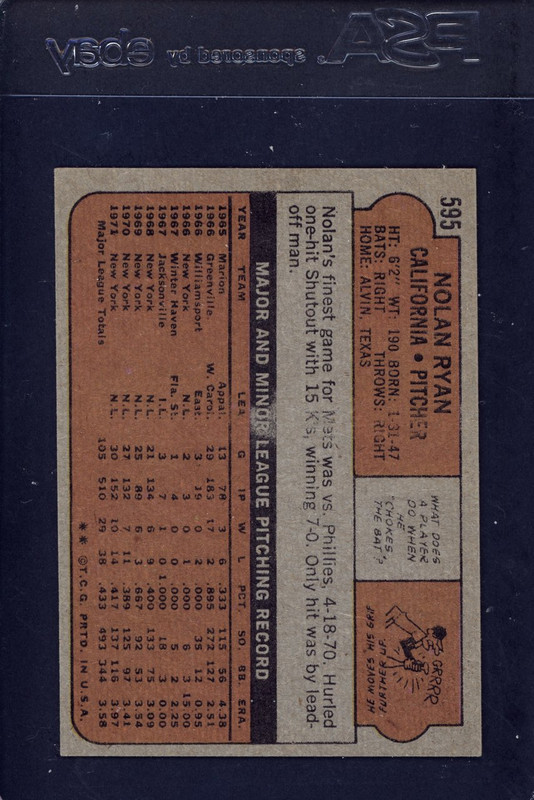 PSA
sponsored by
ebay
595
NOLAN RYAN
CALIFORNIA • PITCHER
HT: 6'2" WT: 190 BORN: 1-31-47
BATS: RIGHT THROWS: RIGHT
HOME: ALVIN, TEXAS
WHAT DOES
A PLAYER
DO WHEN
HE
"CHOKES"
THE BAT?
GRRRR
HE MOVES HIS GRIP
FURTHER UP
Nolan's finest game for Mets was vs. Phillies, 4-18-70. Hurled
one-hit Shutout with 15 K's, winning 7-0. Only hit was by lead-
off man.
MAJOR AND MINOR LEAGUE PITCHING RECORD
YEAR TEAM LEA. G IP W L PCT. SO. BB. ERA.
1965 Marion Appal. 13 78 3 6 .333 115 56 4.38
1966 Greenville W. Carol. 29 183 17 2 .895 272 127 2.51
1966 Williamsport East. 3 19 0 2 .000 35 12 0.95
1966 New York N.L. 2 3 0 1 .000 6 3 15.00
1967 Winter Haven Fla. St. 1 4 0 0 .000 5 2 2.25
1967 Jacksonville I.L. 3 7 1 0 1.000 18 3 0.00
1968 New York N.L. 21 134 6 9 .400 133 75 3.09
1969 New York N.L. 25 89 6 3 .667 92 53 3.54
1970 New York N.L. 27 132 7 11 .389 125 97 3.41
1971 New York N.L. 30 152 10 14 .417 137 116 3.97
Major League Totals 105 510 29 38 .433 493 344 3.58
** ©T.C.G. PRTD. IN U.S.A.